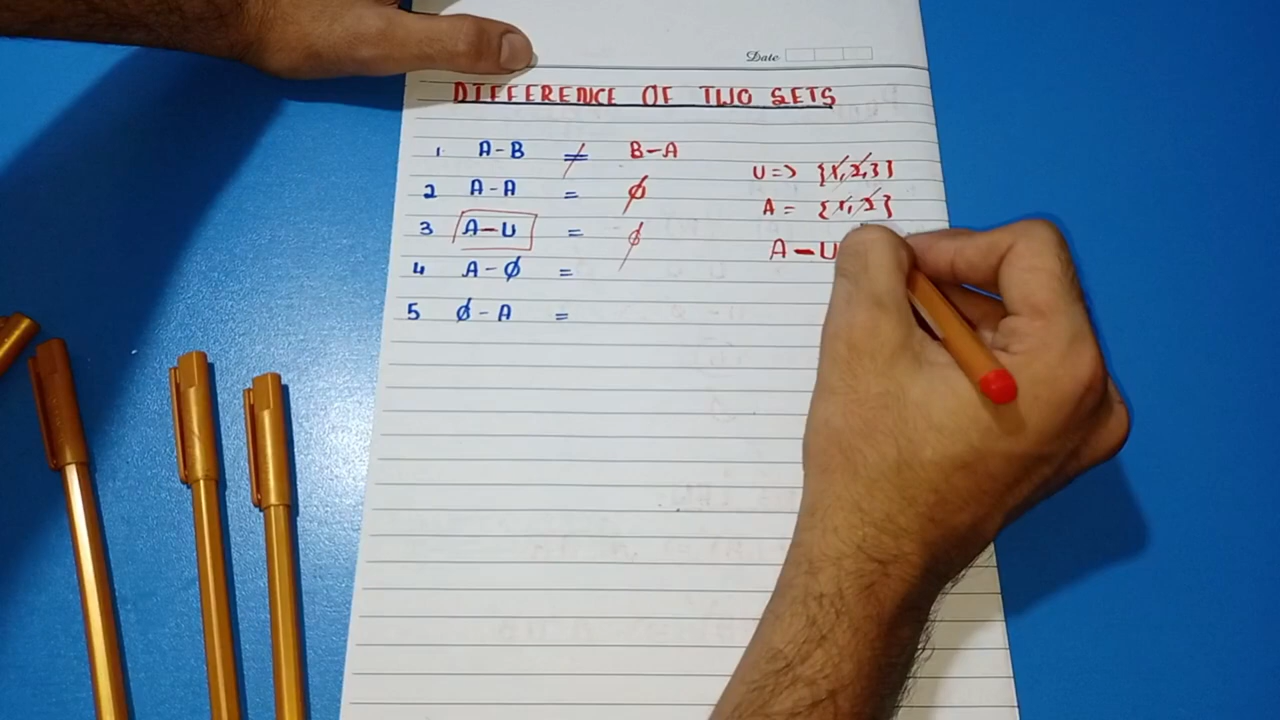 Date
DIFFERENCE OF TWO SETS
1. A-B ≠ B-A
2 A-A = ϕ
3 A-U = ϕ
4 A-ϕ =
5 ϕ-A =
U => {1,2,3}
A = {1,2}
A-U